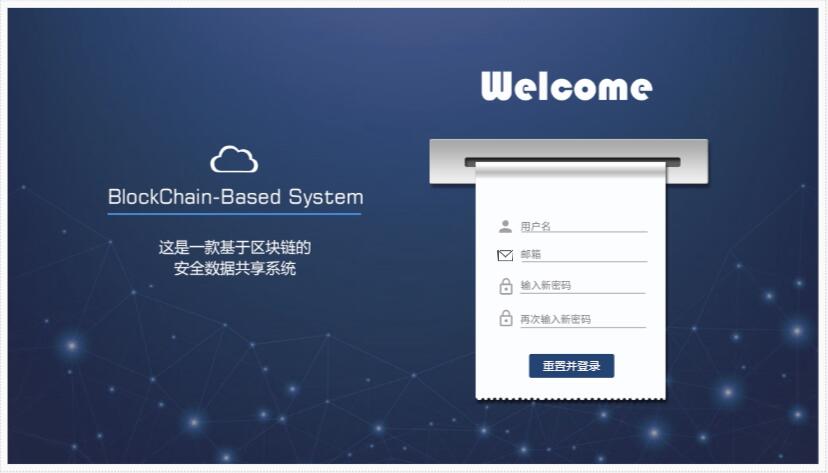 Welcome
BlockChain-Based System
这是一款基于区块链的
安全数据共享系统
用户名
邮箱
输入新密码
再次输入新密码
重置并登录